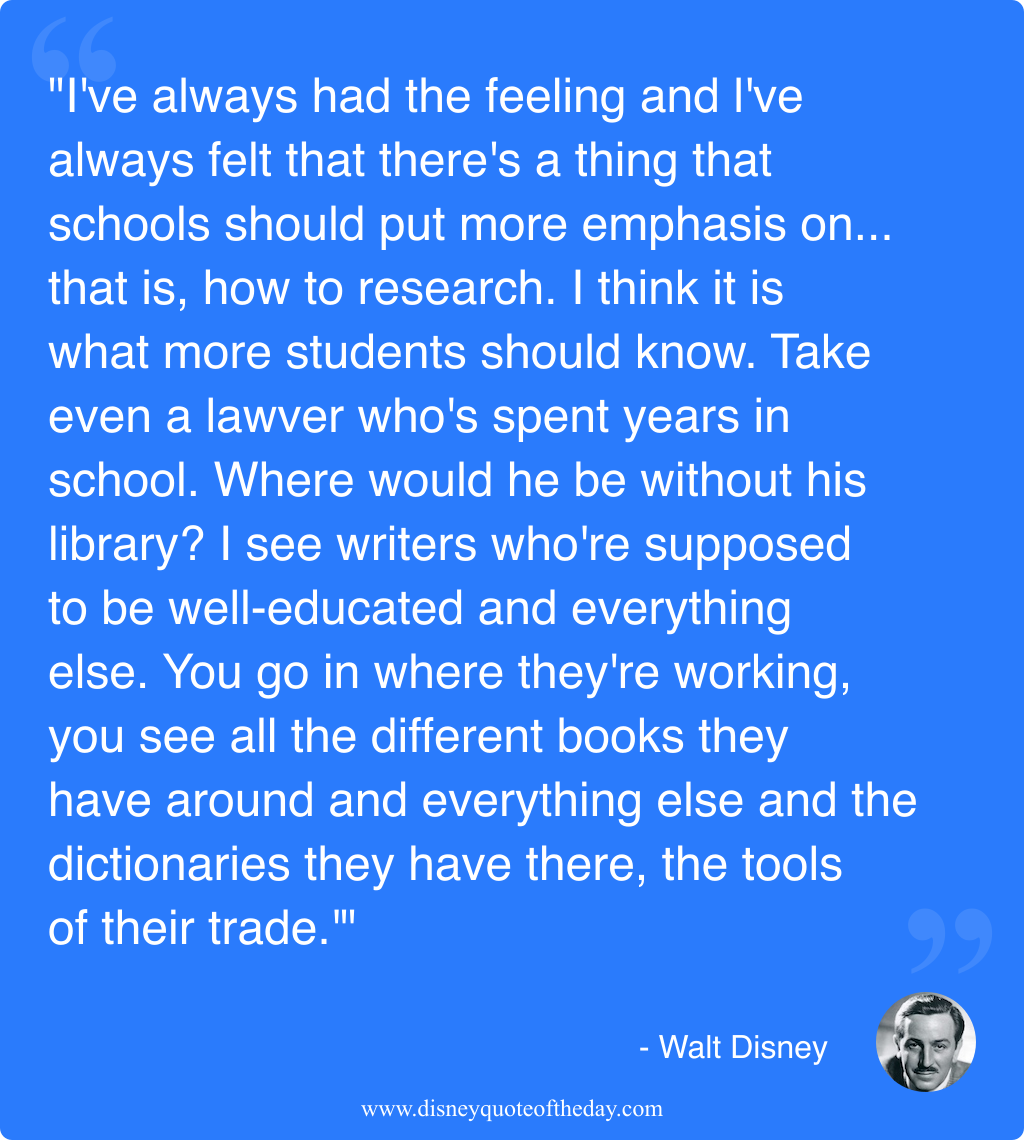 "I've always had the feeling and I've
always felt that there's a thing that
schools should put more emphasis on...
that is, how to research. I think it is
what more students should know. Take
even a lawver who's spent years in
school. Where would he be without his
library? I see writers who're supposed
to be well-educated and everything
else. You go in where they're working,
you see all the different books they
have around and everything else and the
dictionaries they have there, the tools
of their trade.'"
- Walt Disney
www.disneyquoteoftheday.com